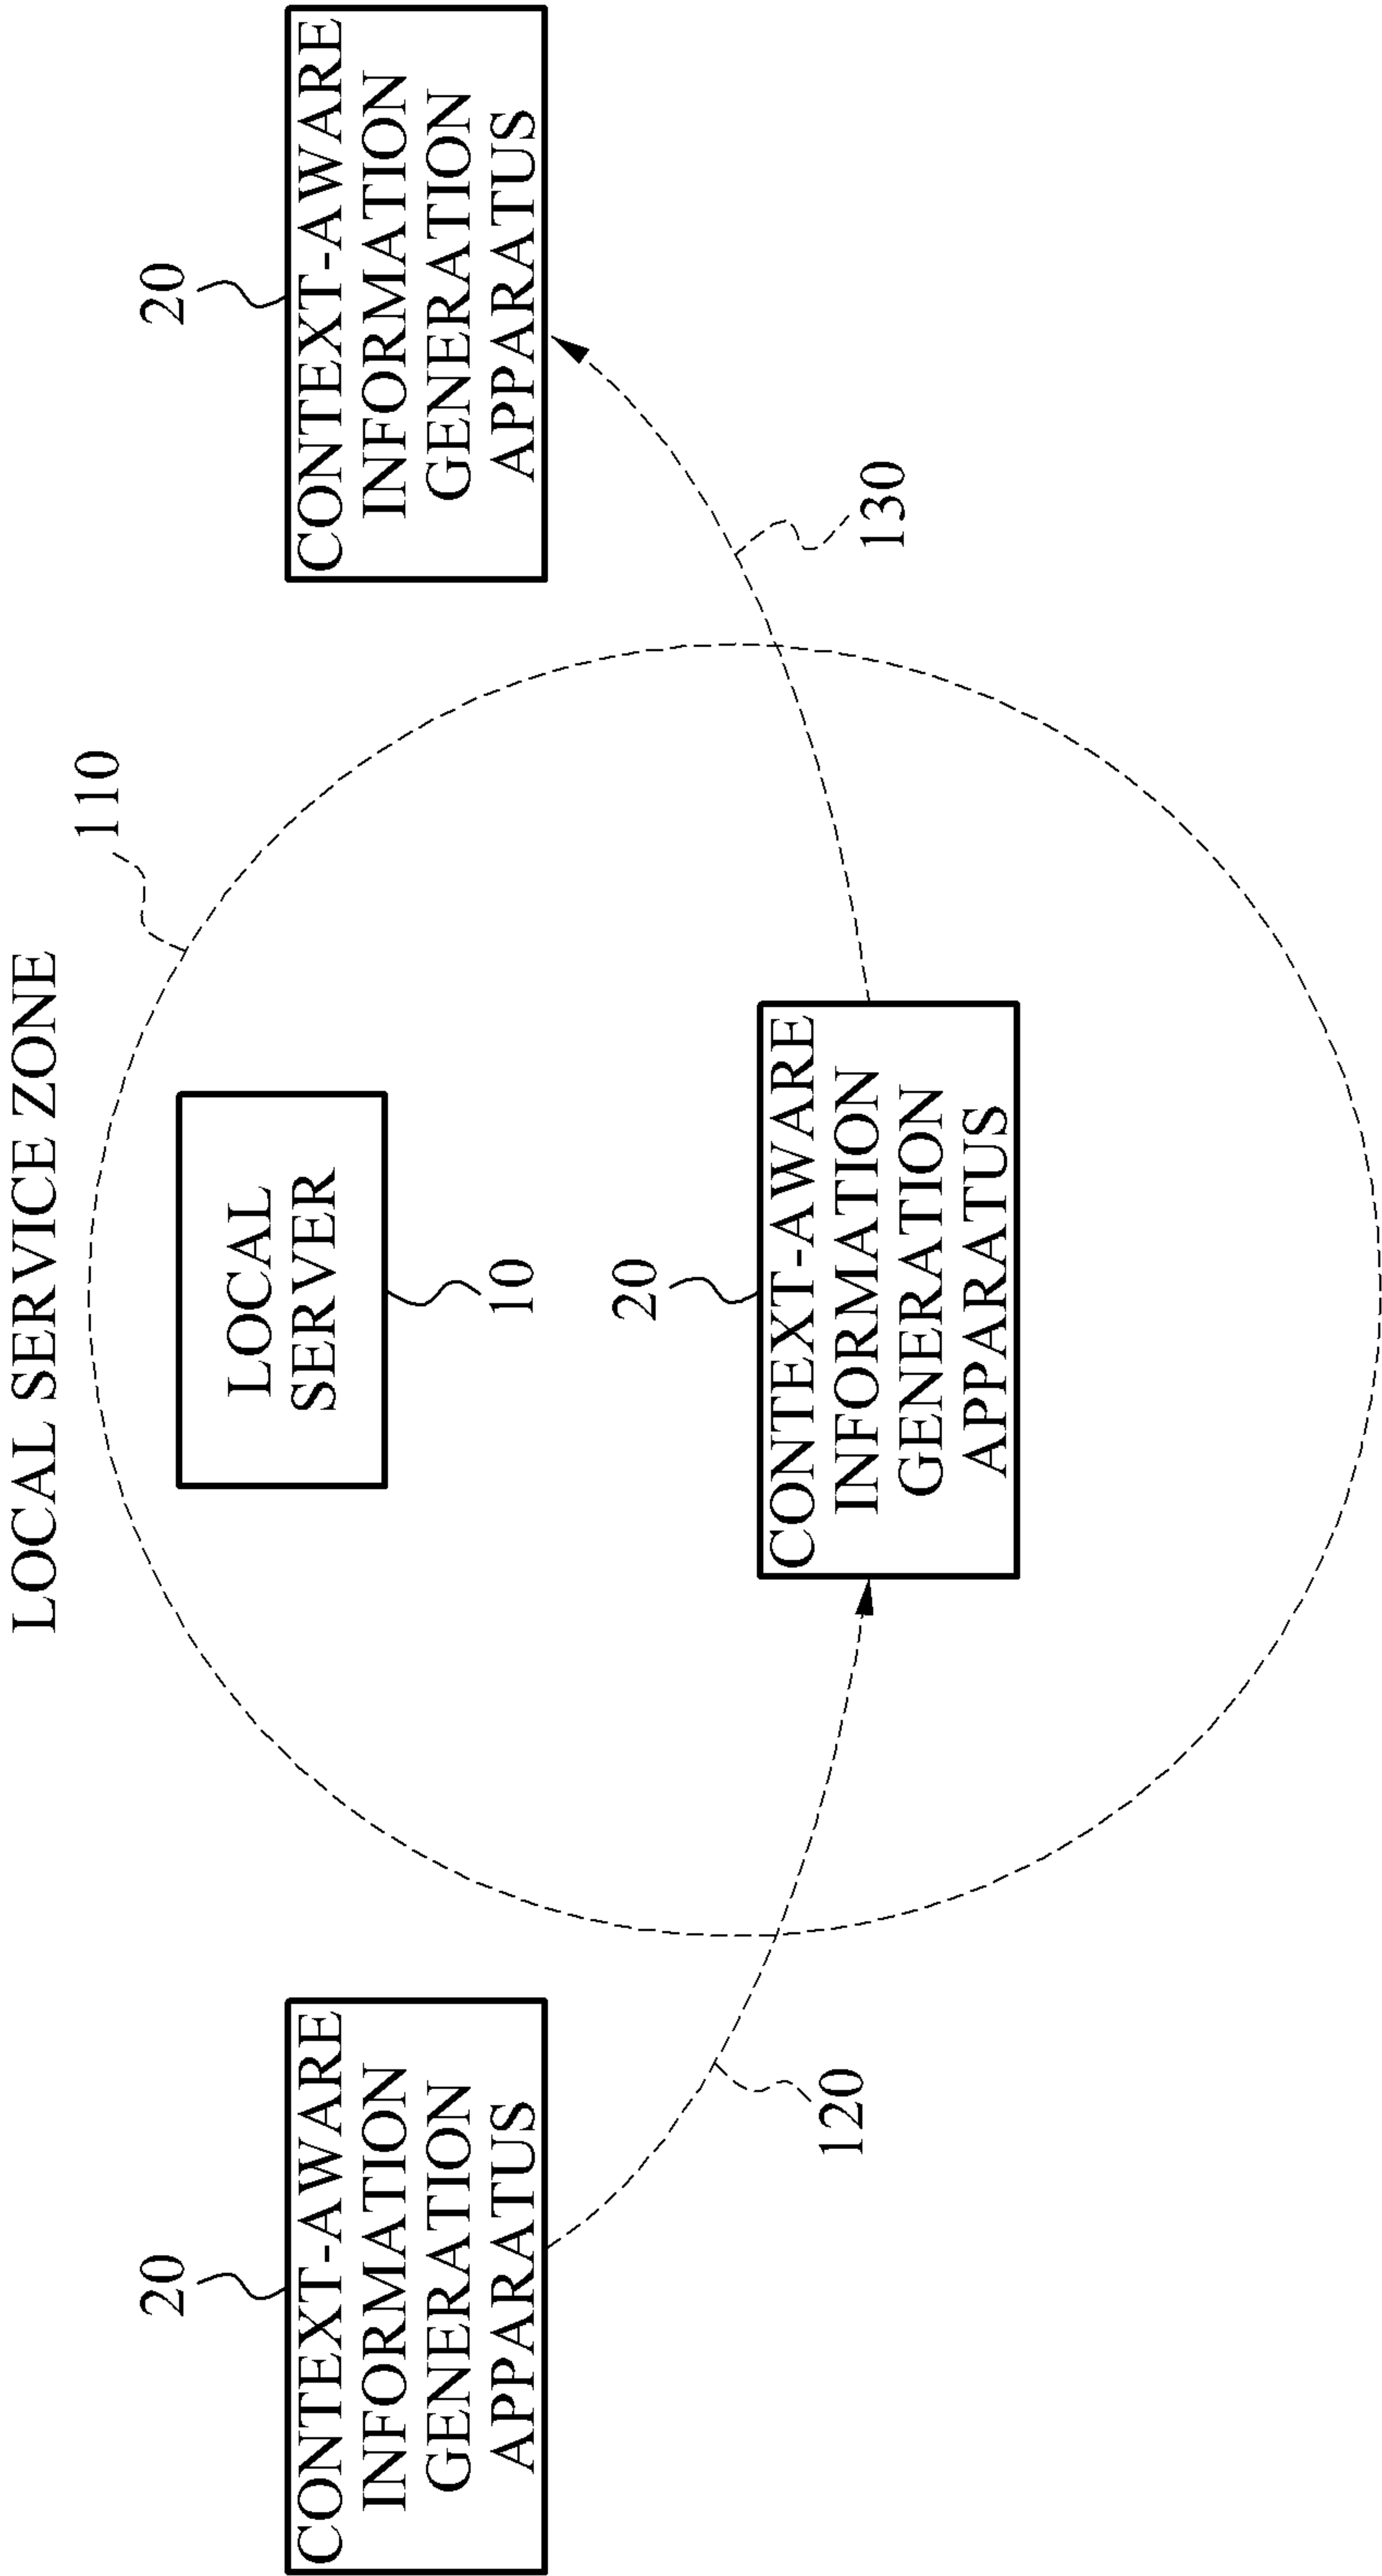 LOCAL SERVICE ZONE
110
LOCAL
SERVER
10
20
CONTEXT-AWARE
INFORMATION
GENERATION
APPARATUS
120
20
CONTEXT-AWARE
INFORMATION
GENERATION
APPARATUS
130
20
CONTEXT-AWARE
INFORMATION
GENERATION
APPARATUS